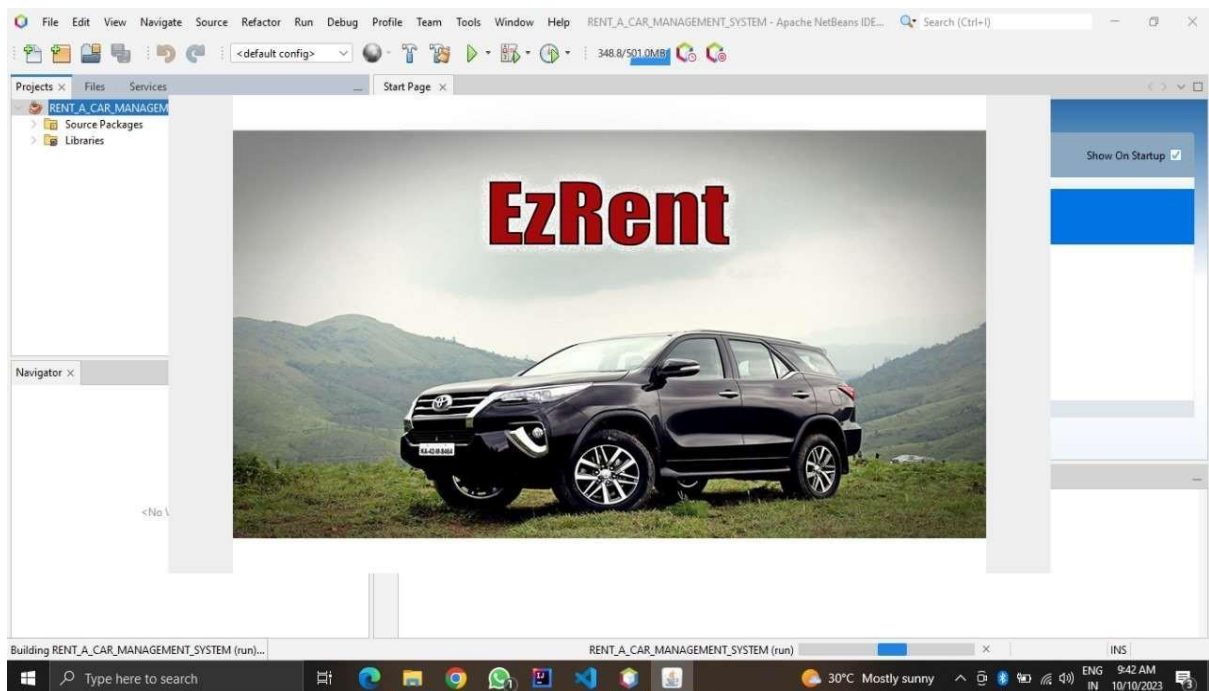 File Edit View Navigate Source Refactor Run Debug Profile Team Tools Window Help RENT_A_CAR_MANAGEMENT_SYSTEM - Apache NetBeans IDE... Search (Ctrl+I)
<default config> 348.8/501.0MB
Projects Files Services Start Page
RENT_A_CAR_MANAGEM
Source Packages
Libraries
Show On Startup
EzRent
Navigator
<No
Building RENT_A_CAR_MANAGEMENT_SYSTEM (run)... RENT_A_CAR_MANAGEMENT_SYSTEM (run) INS
Type here to search 30°C Mostly sunny ENG 9:42 AM
IN 10/10/2023